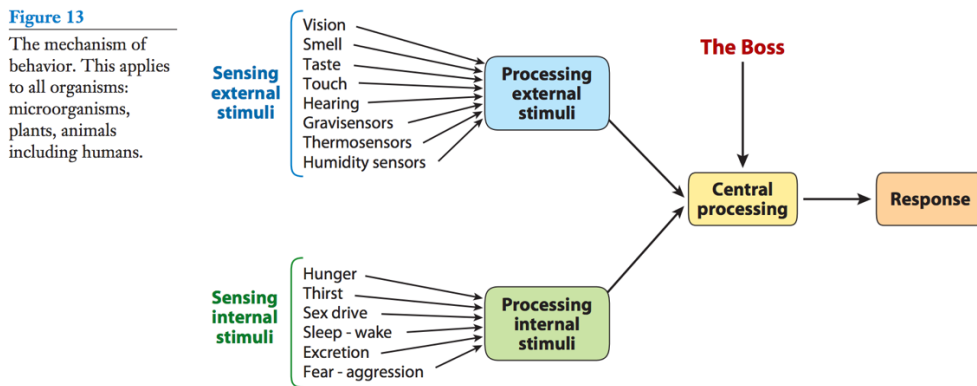 Figure 13
The mechanism of
behavior. This applies
to all organisms:
microorganisms,
plants, animals
including humans.
Sensing
external
stimuli
Vision
Smell
Taste
Touch
Hearing
Gravisensors
Thermosensors
Humidity sensors
Processing
external
stimuli
The Boss
Central
processing
Response
Sensing
internal
stimuli
Hunger
Thirst
Sex drive
Sleep - wake
Excretion
Fear - aggression
Processing
internal
stimuli